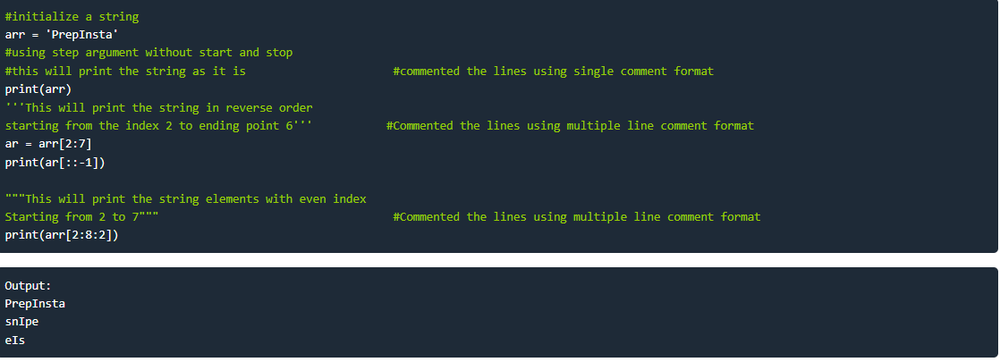 #initialize a string
arr = 'PrepInsta'
#using step argument without start and stop
#this will print the string as it is                      #commented the lines using single comment format
print(arr)
'''This will print the string in reverse order
starting from the index 2 to ending point 6'''           #Commented the lines using multiple line comment format
ar = arr[2:7]
print(ar[::-1])

"""This will print the string elements with even index
Starting from 2 to 7"""                                   #Commented the lines using multiple line comment format
print(arr[2:8:2])

Output:
PrepInsta
snIpe
eIs